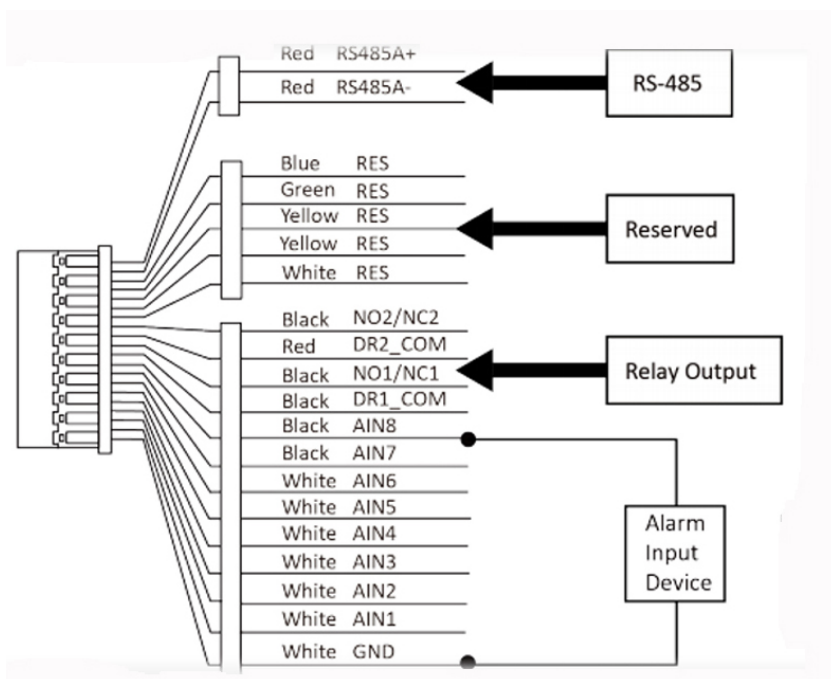 Red RS485A+
Red RS485A-
RS-485
Blue RES
Green RES
Yellow RES
Yellow RES
White RES
Reserved
Black NO2/NC2
Red DR2_COM
Black NO1/NC1
Black DR1_COM
Relay Output
Black AIN8
Black AIN7
White AIN6
White AIN5
White AIN4
White AIN3
White AIN2
White AIN1
White GND
Alarm
Input
Device